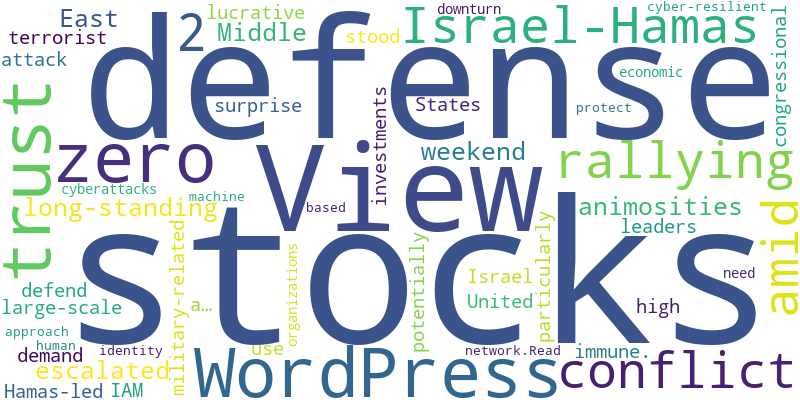 East
lucrative
downturn
cyber-resilient
terrorist
2
Middle
stood
Israel-Hamas
congressional
attack
defense
economic
surprise
States
protect
trust
zero
investments
weekend
rallying
View
cyberattacks
machine
long-standing
based
animosities
amid
stocks
leaders
military-related
organizations
potentially
particularly
Israel
need
defend
large-scale
a...
United
high
approach
human
demand
identity
use
network.Read
immune.
escalated
WordPress
conflict
Hamas-led
IAM